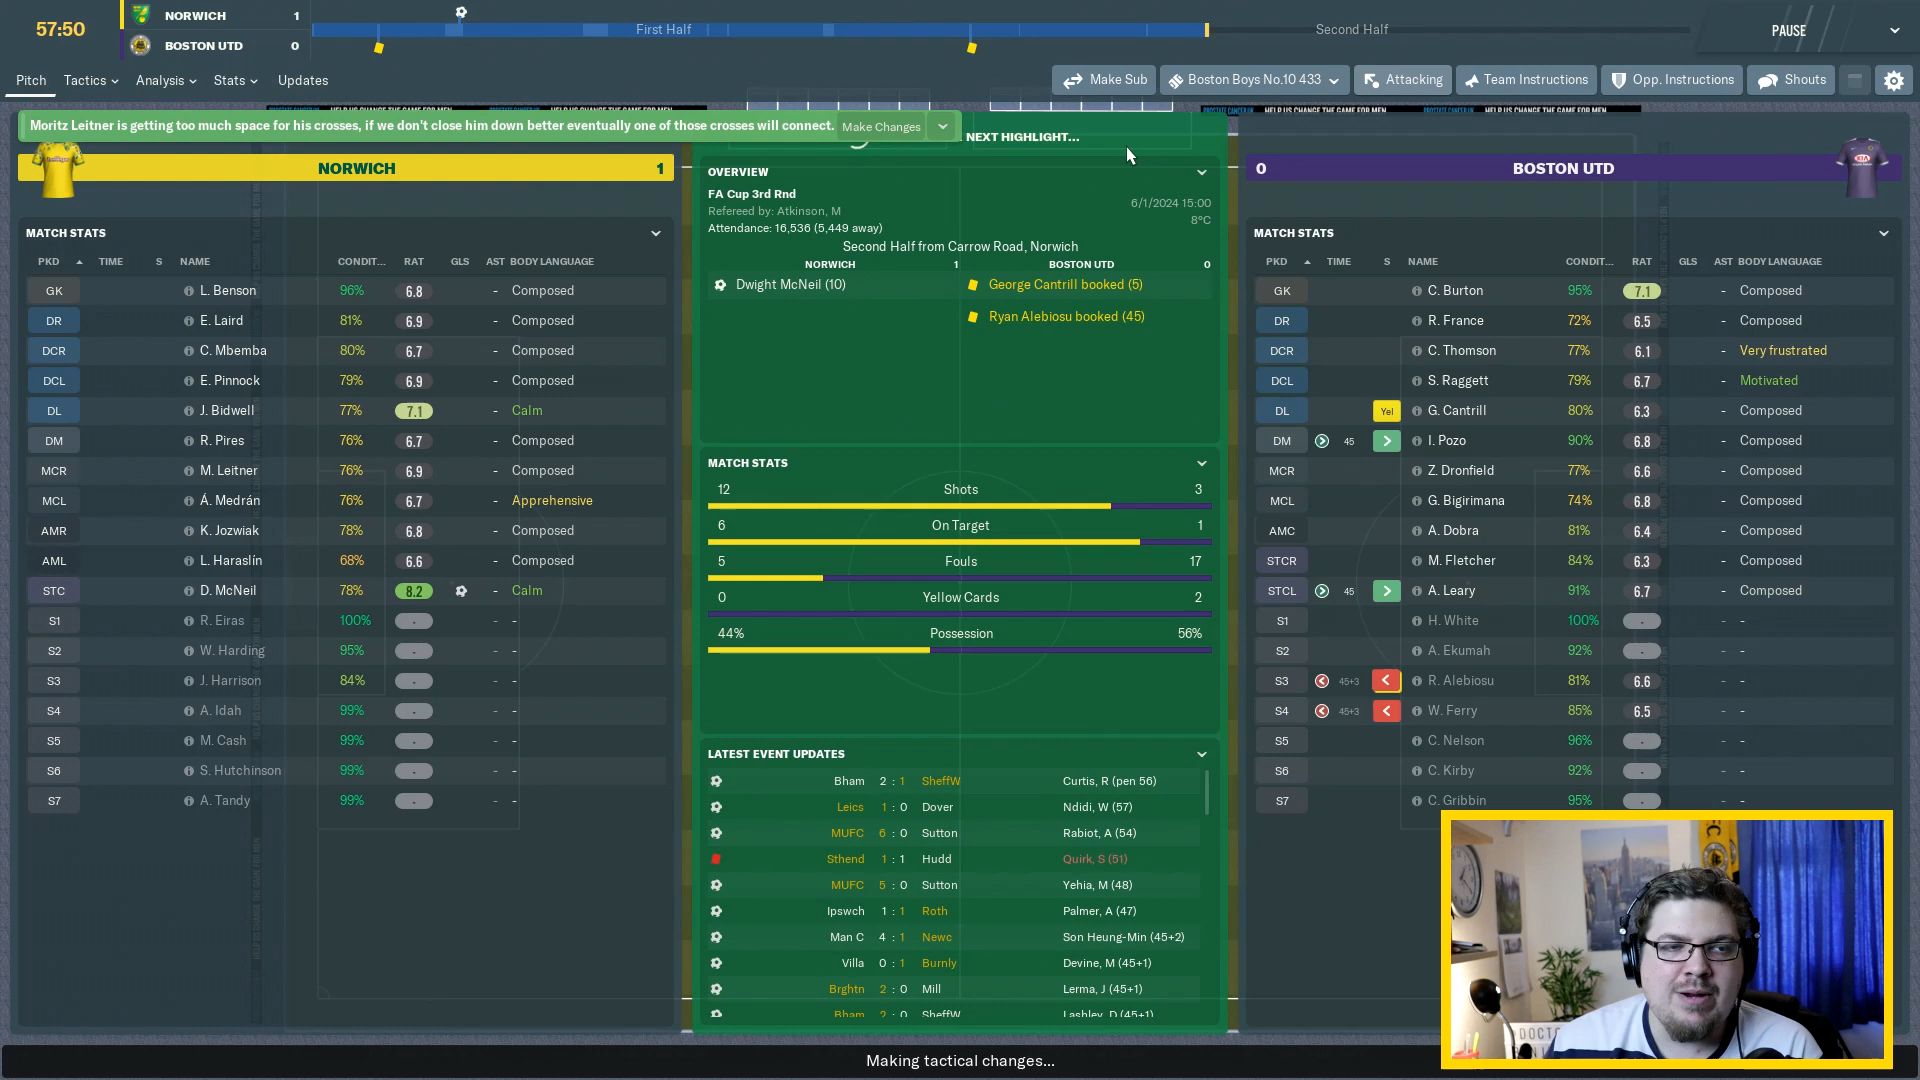 57:50
NORWICH 1
BOSTON UTD 0
First Half
Second Half
PAUSE
Pitch Tactics Analysis Stats Updates
Make Sub Boston Boys No.10 433 Attacking Team Instructions Opp. Instructions Shouts
PROSTATE CANCER UK HELP US CHANGE THE GAME FOR MEN
Moritz Leitner is getting too much space for his crosses, if we don't close him down better eventually one of those crosses will connect. Make Changes
NEXT HIGHLIGHT...
NORWICH 1
MATCH STATS
PKD TIME S NAME CONDIT... RAT GLS AST BODY LANGUAGE
GK L. Benson 96% 6.8 - Composed
DR E. Laird 81% 6.9 Composed
DCR C. Mbemba 80% 6.7 - Composed
DCL E. Pinnock 79% 6.9 - Composed
DL J. Bidwell 77% 7.1 - Calm
DM R. Pires 76% 6.7 - Composed
MCR M. Leitner 76% 6.9 - Composed
MCL Á. Medrán 76% 6.7 - Apprehensive
AMR K. Jozwiak 78% 6.8 - Composed
AML L. Haraslín 68% 6.6 - Composed
STC D. McNeil 78% 8.2 - Calm
S1 R. Eiras 100% - - -
S2 W. Harding 95% - - -
S3 J. Harrison 84% - - -
S4 A. Idah 99% - - -
S5 M. Cash 99% - - -
S6 S. Hutchinson 99% - - -
S7 A. Tandy 99% - - -
OVERVIEW
FA Cup 3rd Rnd
Refereed by: Atkinson, M
Attendance: 16,536 (5,449 away)
6/1/2024 15:00
8°C
Second Half from Carrow Road, Norwich
NORWICH 1 BOSTON UTD 0
Dwight McNeil (10) George Cantrill booked (5)
Ryan Alebiosu booked (45)
MATCH STATS
12 Shots 3
6 On Target 1
5 Fouls 17
0 Yellow Cards 2
44% Possession 56%
LATEST EVENT UPDATES
Bham 2 : 1 SheffW Curtis, R (pen 56)
Leics 1 : 0 Dover Ndidi, W (57)
MUFC 6 : 0 Sutton Rabiot, A (54)
Sthend 1 : 1 Hudd Quirk, S (51)
MUFC 5 : 0 Sutton Yehia, M (48)
Ipswch 1 : 1 Roth Palmer, A (47)
Man C 4 : 1 Newc Son Heung-Min (45+2)
Villa 0 : 1 Burnly Devine, M (45+1)
Brghtn 2 : 0 Mill Lerma, J (45+1)
Bham 2 : 0 SheffW Lashley, D (45+1)
0 BOSTON UTD
KIA
MATCH STATS
PKD TIME S NAME CONDIT... RAT GLS AST BODY LANGUAGE
GK C. Burton 95% 7.1 - Composed
DR R. France 72% 6.5 - Composed
DCR C. Thomson 77% 6.1 - Very frustrated
DCL S. Raggett 79% 6.7 - Motivated
DL Yel G. Cantrill 80% 6.3 - Composed
DM 45 I. Pozo 90% 6.8 - Composed
MCR Z. Dronfield 77% 6.6 - Composed
MCL G. Bigirimana 74% 6.8 - Composed
AMC A. Dobra 81% 6.4 - Composed
STCR M. Fletcher 84% 6.3 - Composed
STCL 45 A. Leary 91% 6.7 - Composed
S1 H. White 100% - - -
S2 A. Ekumah 92% - - -
S3 45+3 R. Alebiosu 81% 6.6 - -
S4 45+3 W. Ferry 85% 6.5 - -
S5 C. Nelson 96% - - -
S6 C. Kirby 92% - - -
S7 C. Gribbin 95% - - -
DOCT
Making tactical changes...